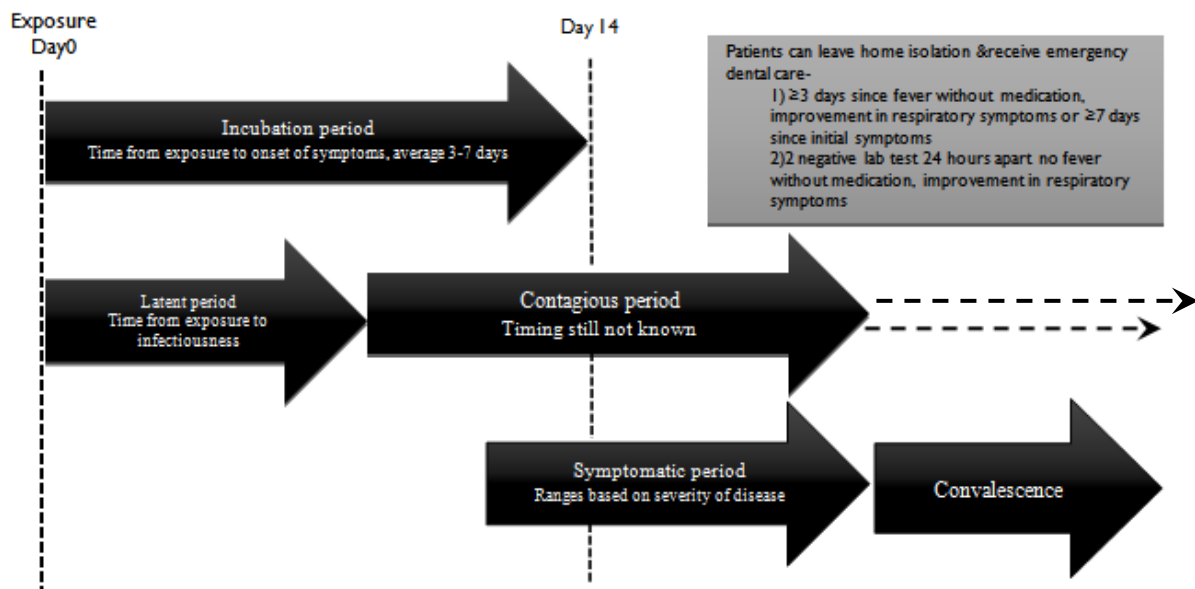 Exposure
Day0
Day 14
Patients can leave home isolation &receive emergency
dental care-
1) ≥3 days since fever without medication,
improvement in respiratory symptoms or ≥7 days
since initial symptoms
2)2 negative lab test 24 hours apart no fever
without medication, improvement in respiratory
symptoms
Incubation period
Time from exposure to onset of symptoms, average 3-7 days
Latent period
Time from exposure to
infectiousness
Contagious period
Timing still not known
Symptomatic period
Ranges based on severity of disease
Convalescence